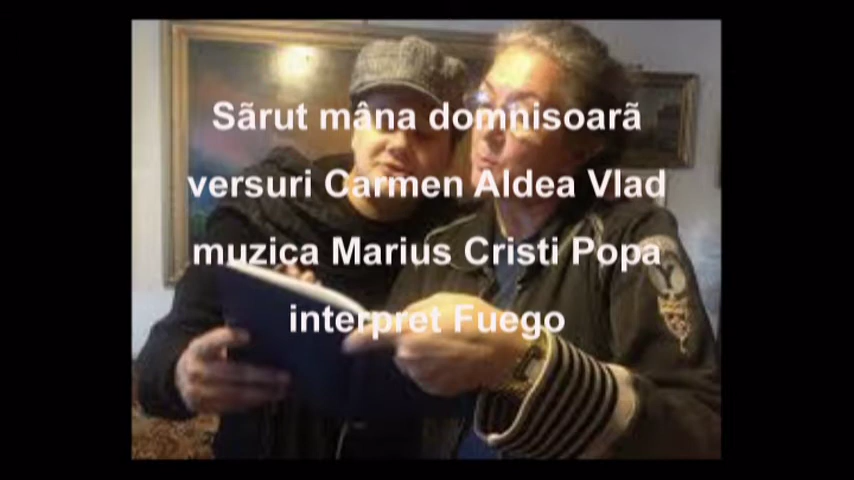 Sãrut mâna domnisoarã
versuri Carmen Aldea Vlad
muzica Marius Cristi Popa
interpret Fuego